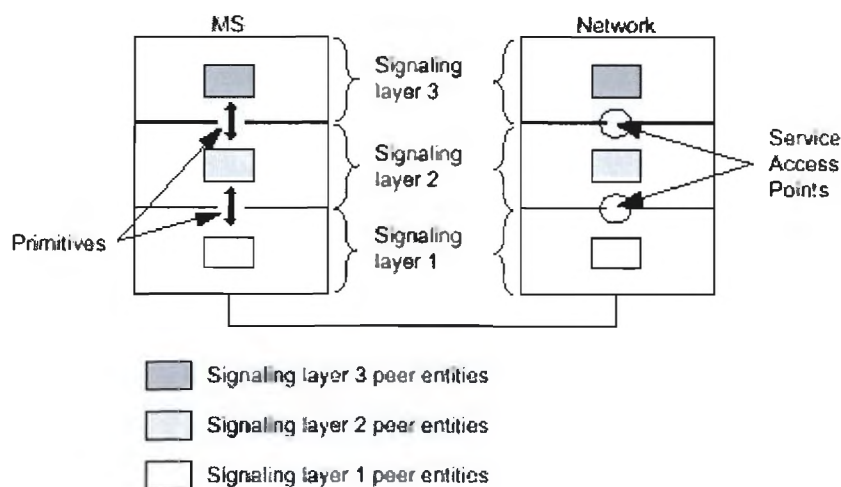 MS
Network
Signaling
layer 3
Signaling
layer 2
Signaling
layer 1
Service
Access
Points
Primitives
Signaling layer 3 peer entities
Signaling layer 2 peer entities
Signaling layer 1 peer entities